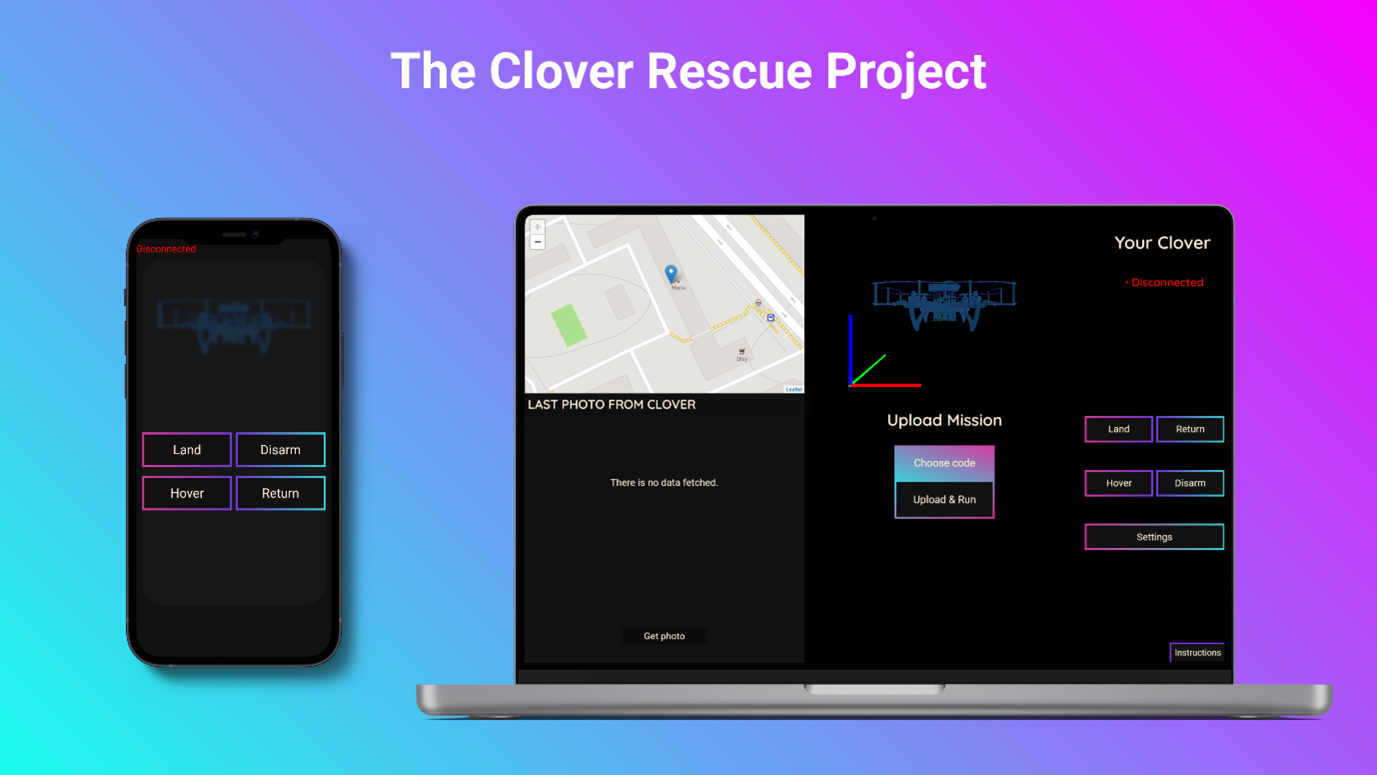 The Clover Rescue Project
Disconnected
Land
Disarm
Hover
Return
+
−
Leaflet
LAST PHOTO FROM CLOVER
There is no data fetched.
Get photo
Your Clover
• Disconnected
Upload Mission
Choose code
Upload & Run
Land
Return
Hover
Disarm
Settings
Instructions